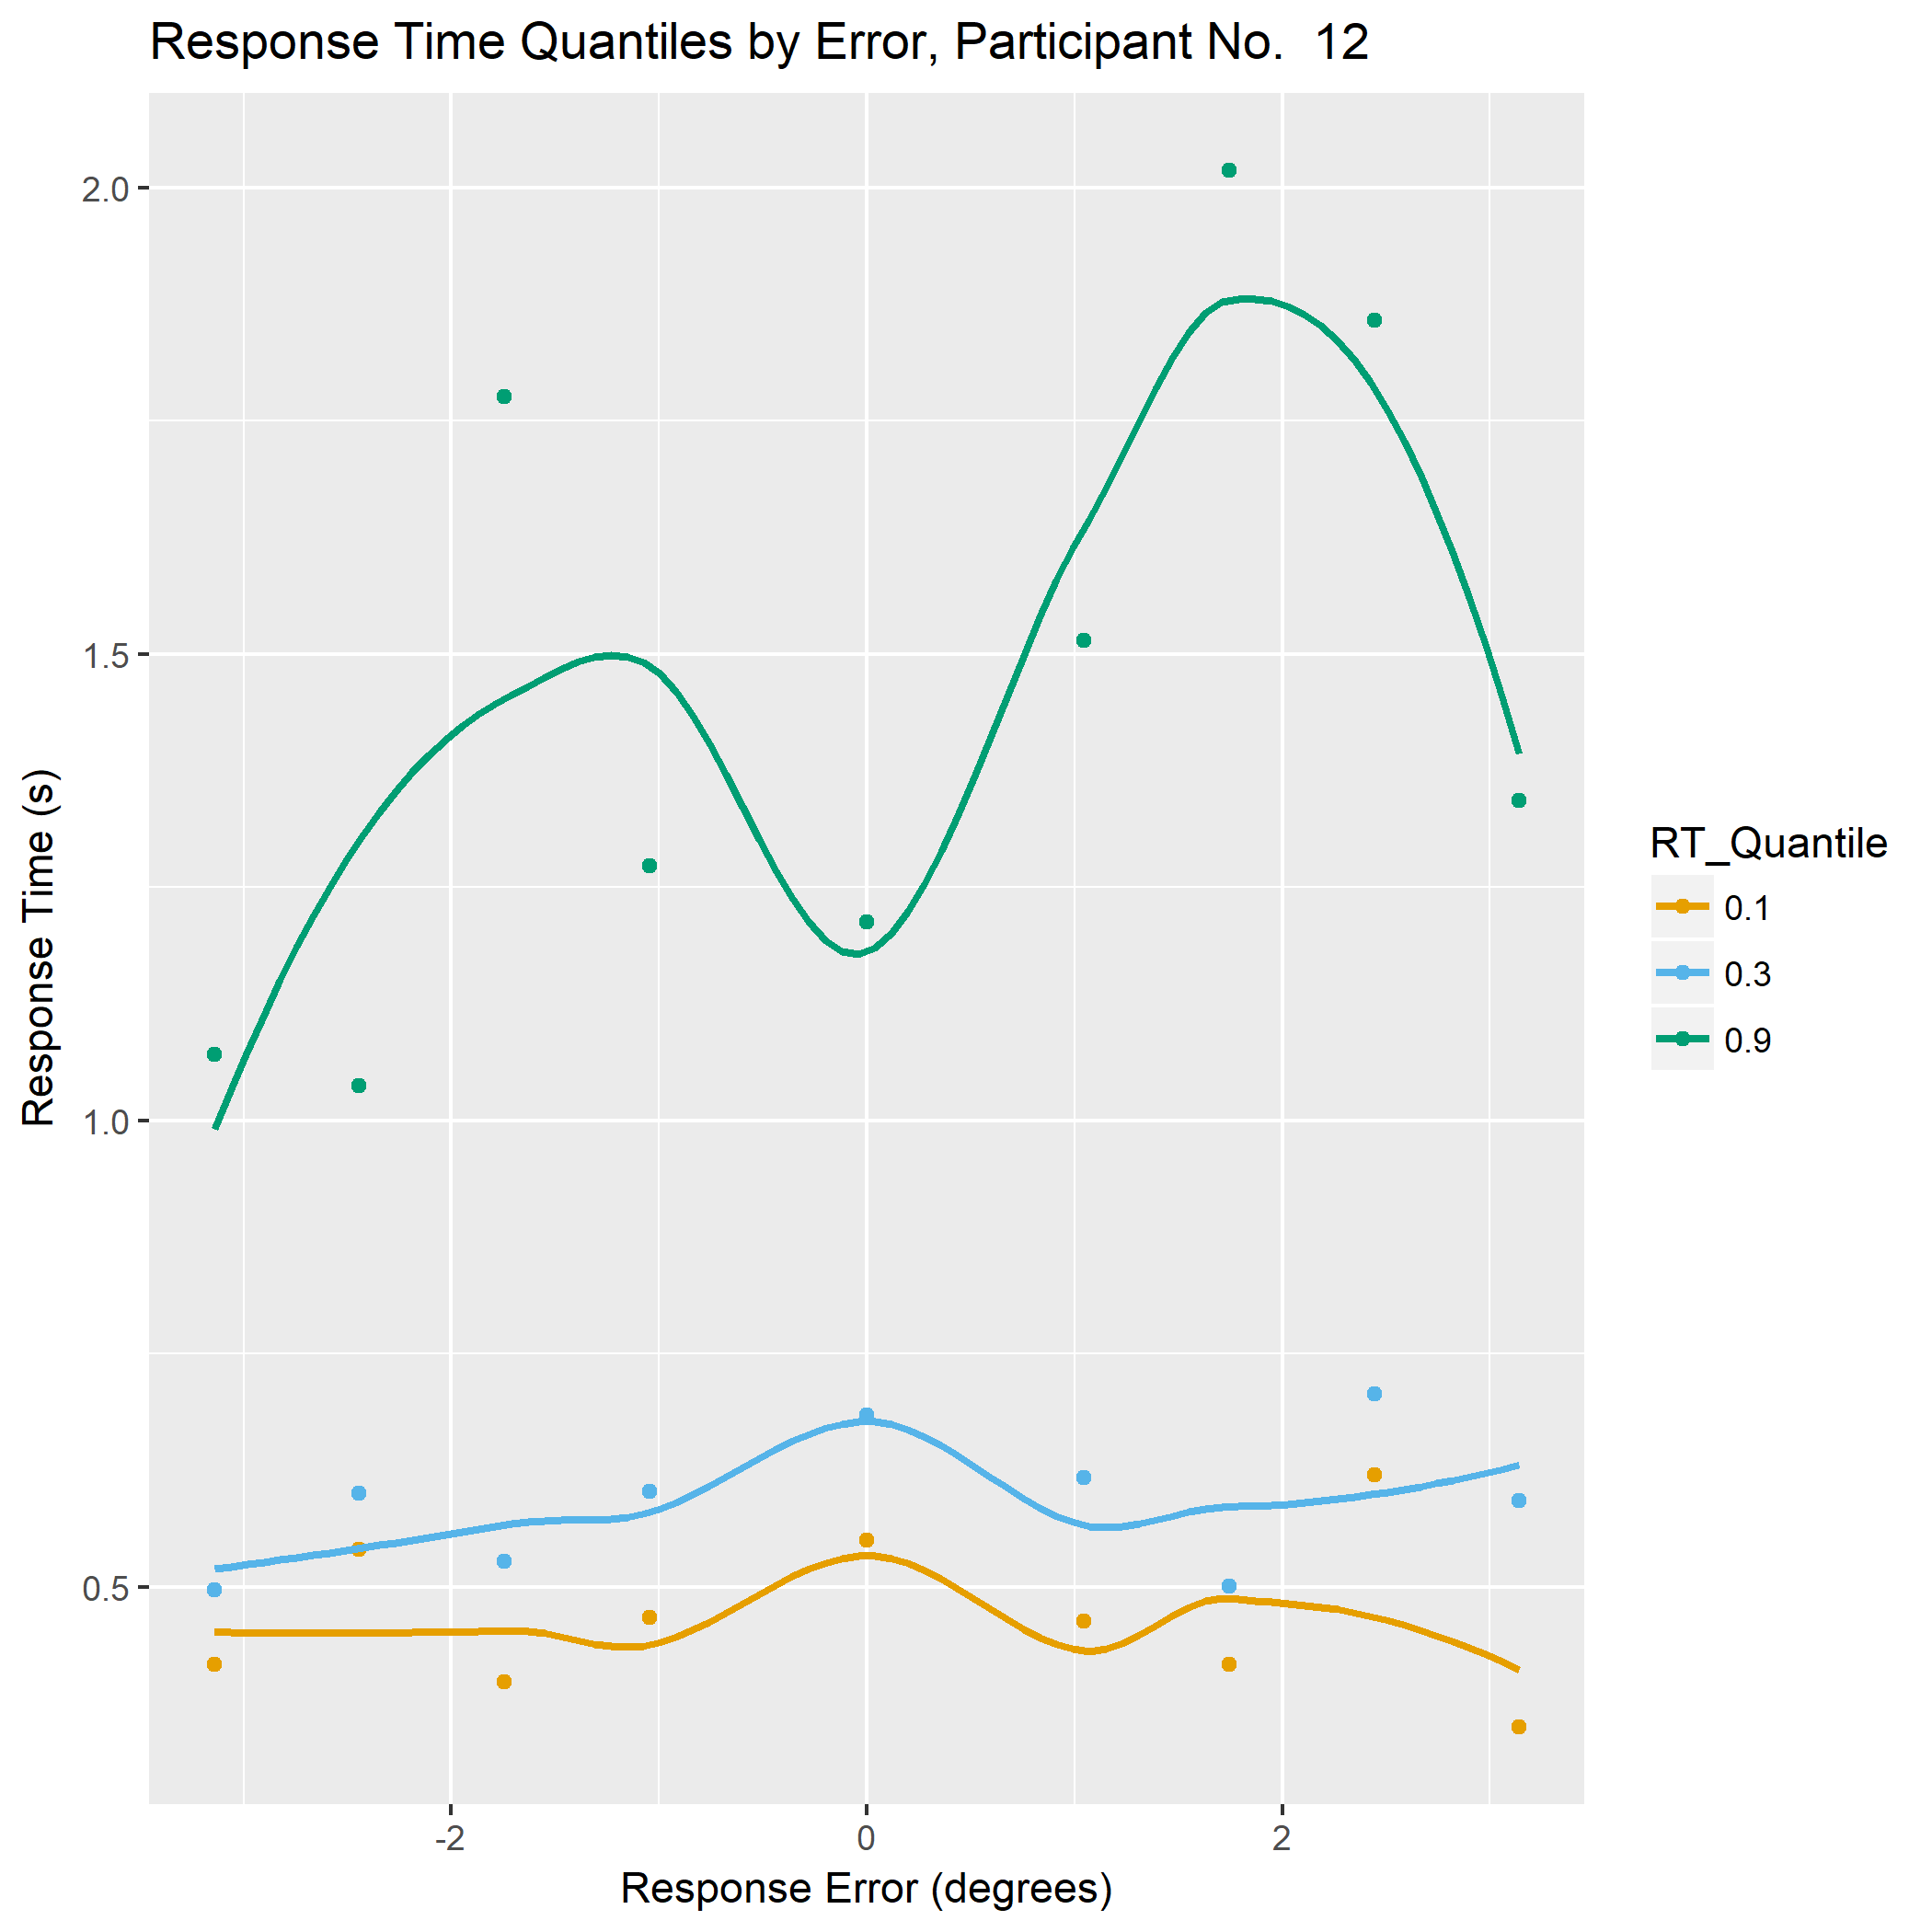 Response Time Quantiles by Error, Participant No.  12
2.0
1.5
1.0
0.5
Response Time (s)
-2
0
2
Response Error (degrees)
RT_Quantile
0.1
0.3
0.9